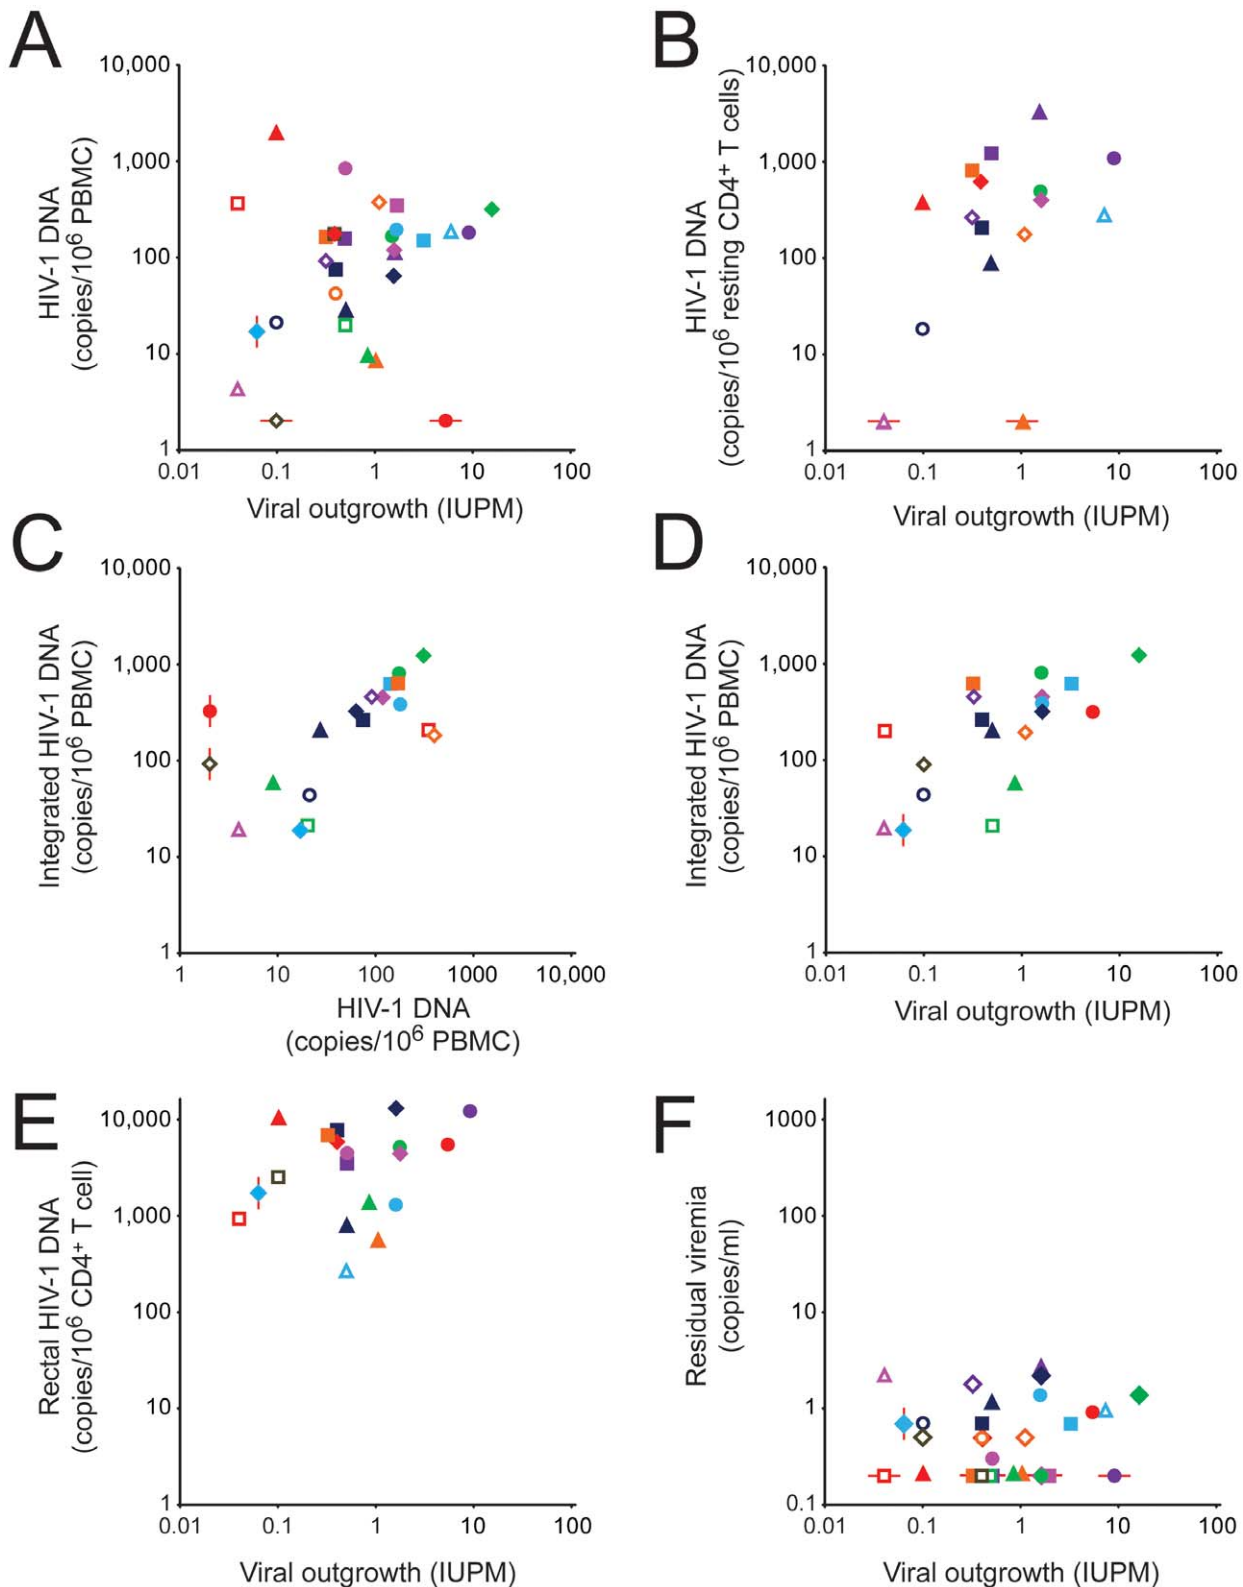 A
HIV-1 DNA
(copies/10⁶ PBMC)
10,000
1,000
100
10
1
0.01
0.1
1
10
100
Viral outgrowth (IUPM)
B
HIV-1 DNA
(copies/10⁶ resting CD4⁺ T cells)
10,000
1,000
100
10
1
0.01
0.1
1
10
100
Viral outgrowth (IUPM)
C
Integrated HIV-1 DNA
(copies/10⁶ PBMC)
10,000
1,000
100
10
1
1
10
100
1000
10,000
HIV-1 DNA
(copies/10⁶ PBMC)
D
Integrated HIV-1 DNA
(copies/10⁶ PBMC)
10,000
1,000
100
10
1
0.01
0.1
1
10
100
Viral outgrowth (IUPM)
E
Rectal HIV-1 DNA
(copies/10⁶ CD4⁺ T cell)
10,000
1,000
100
10
1
0.01
0.1
1
10
100
Viral outgrowth (IUPM)
F
Residual viremia
(copies/ml)
1000
100
10
1
0.1
0.01
0.1
1
10
100
Viral outgrowth (IUPM)